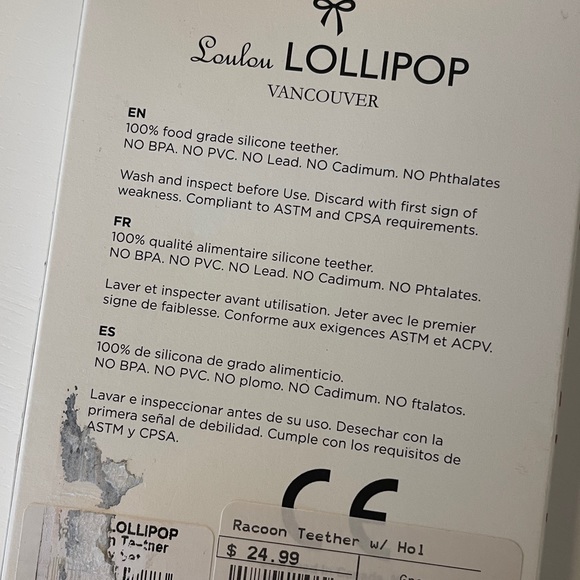 Loulou LOLLIPOP
VANCOUVER
EN
100% food grade silicone teether.
NO BPA. NO PVC. NO Lead. NO Cadimum. NO Phthalates
Wash and inspect before Use. Discard with first sign of
weakness. Compliant to ASTM and CPSA requirements.
FR
100% qualité alimentaire silicone teether.
NO BPA. NO PVC. NO Lead. NO Cadimum. NO Phtalates.
Laver et inspecter avant utilisation. Jeter avec le premier
signe de faiblesse. Conforme aux exigences ASTM et ACPV.
ES
100% de silicona de grado alimenticio.
NO BPA. NO PVC. NO plomo. NO Cadimum. NO ftalatos.
Lavar e inspeccionar antes de su uso. Desechar con la
primera señal de debilidad. Cumple con los requisitos de
ASTM y CPSA.
CE
LOLLIPOP
Racoon Teether w/ Hol
$ 24.99